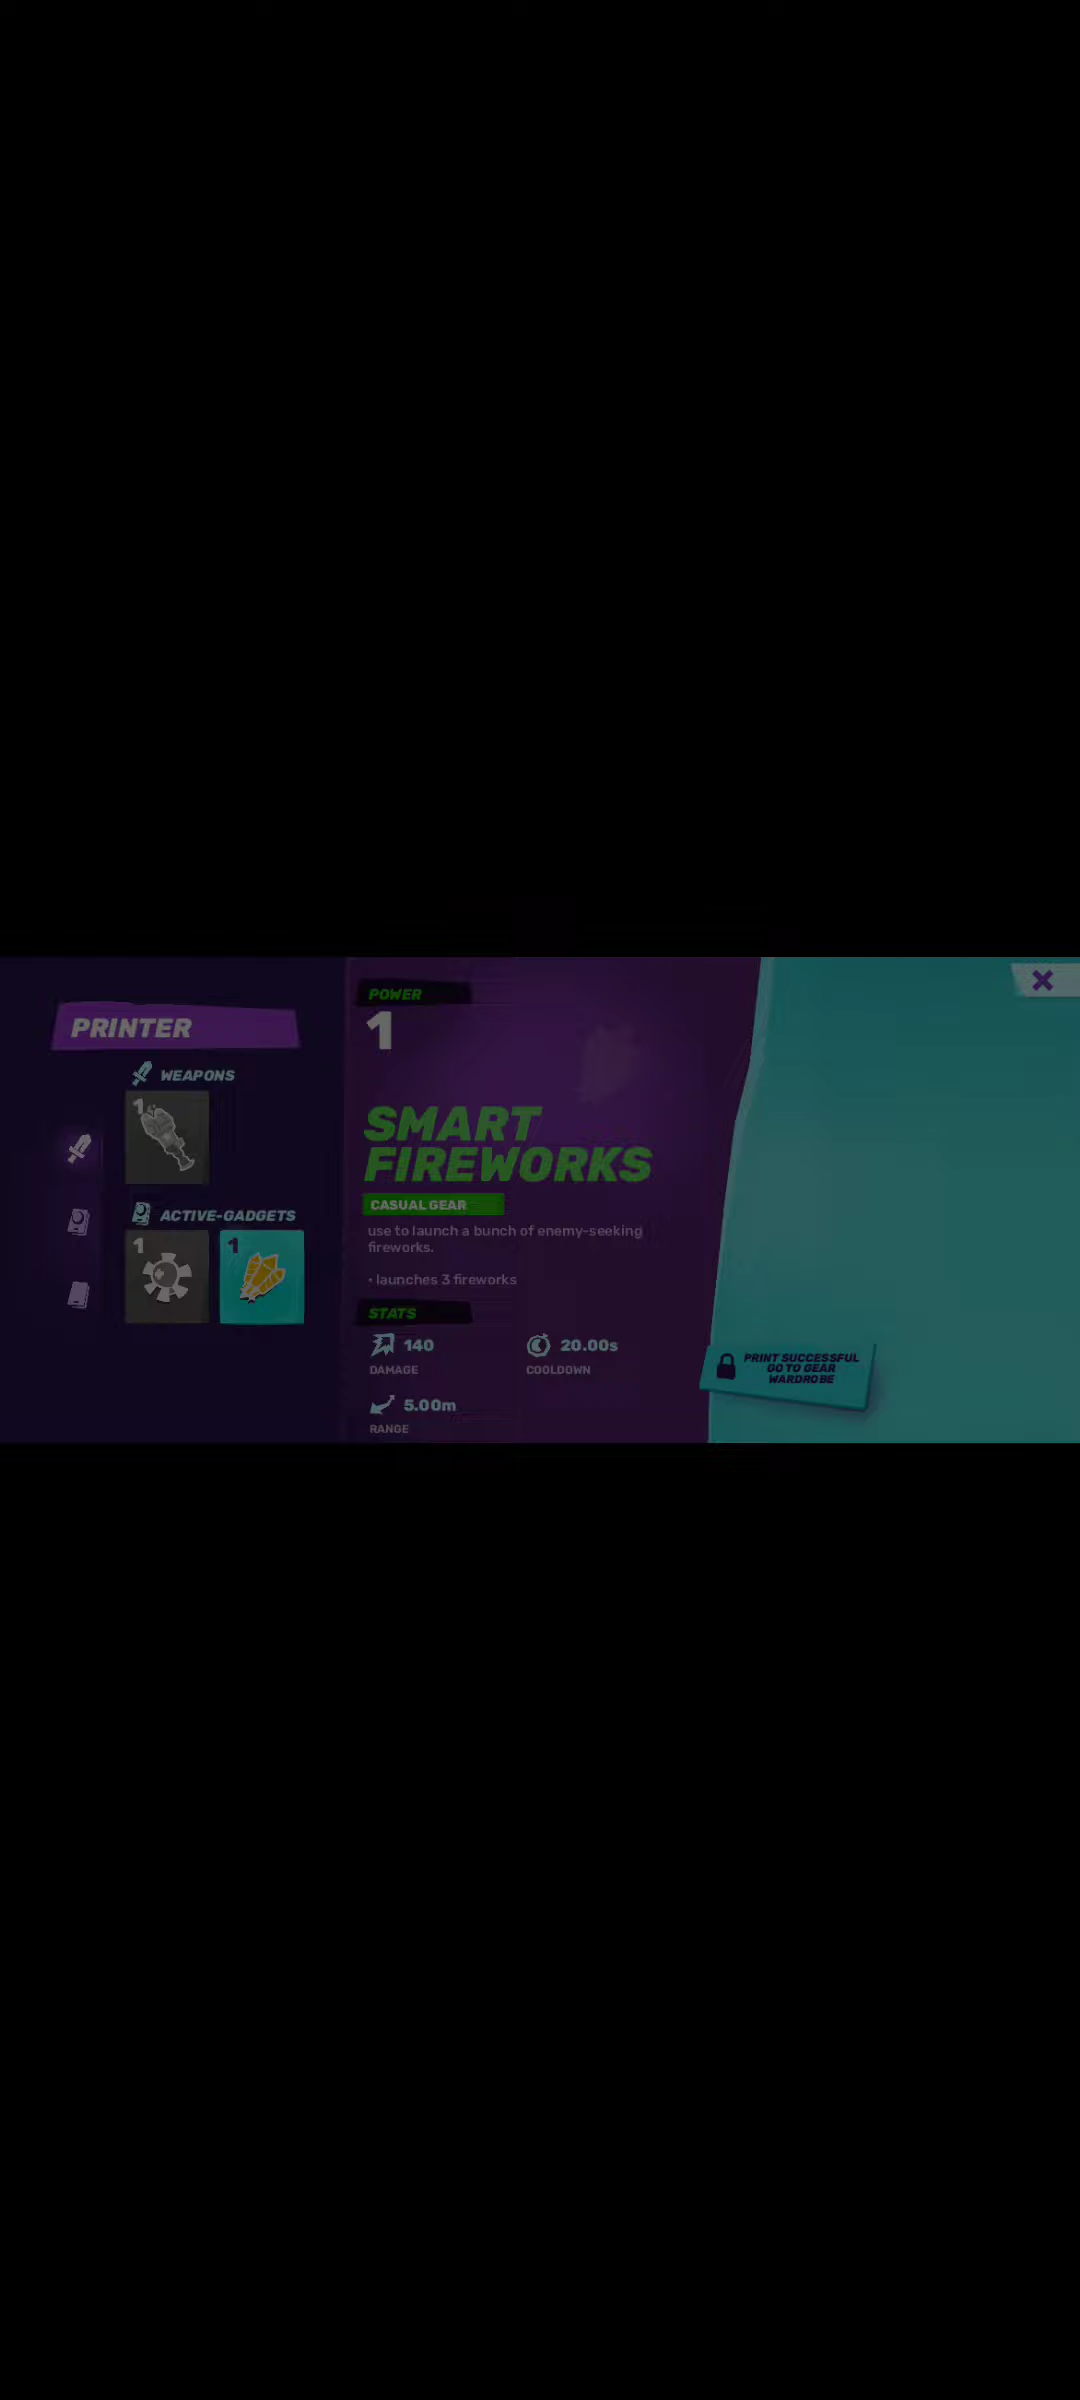 PRINTER
WEAPONS
1
ACTIVE-GADGETS
1
1
POWER
1
SMART
FIREWORKS
CASUAL GEAR
use to launch a bunch of enemy-seeking
fireworks.
• launches 3 fireworks
STATS
140
DAMAGE
20.00s
COOLDOWN
5.00m
RANGE
PRINT SUCCESSFUL
GO TO GEAR
WARDROBE